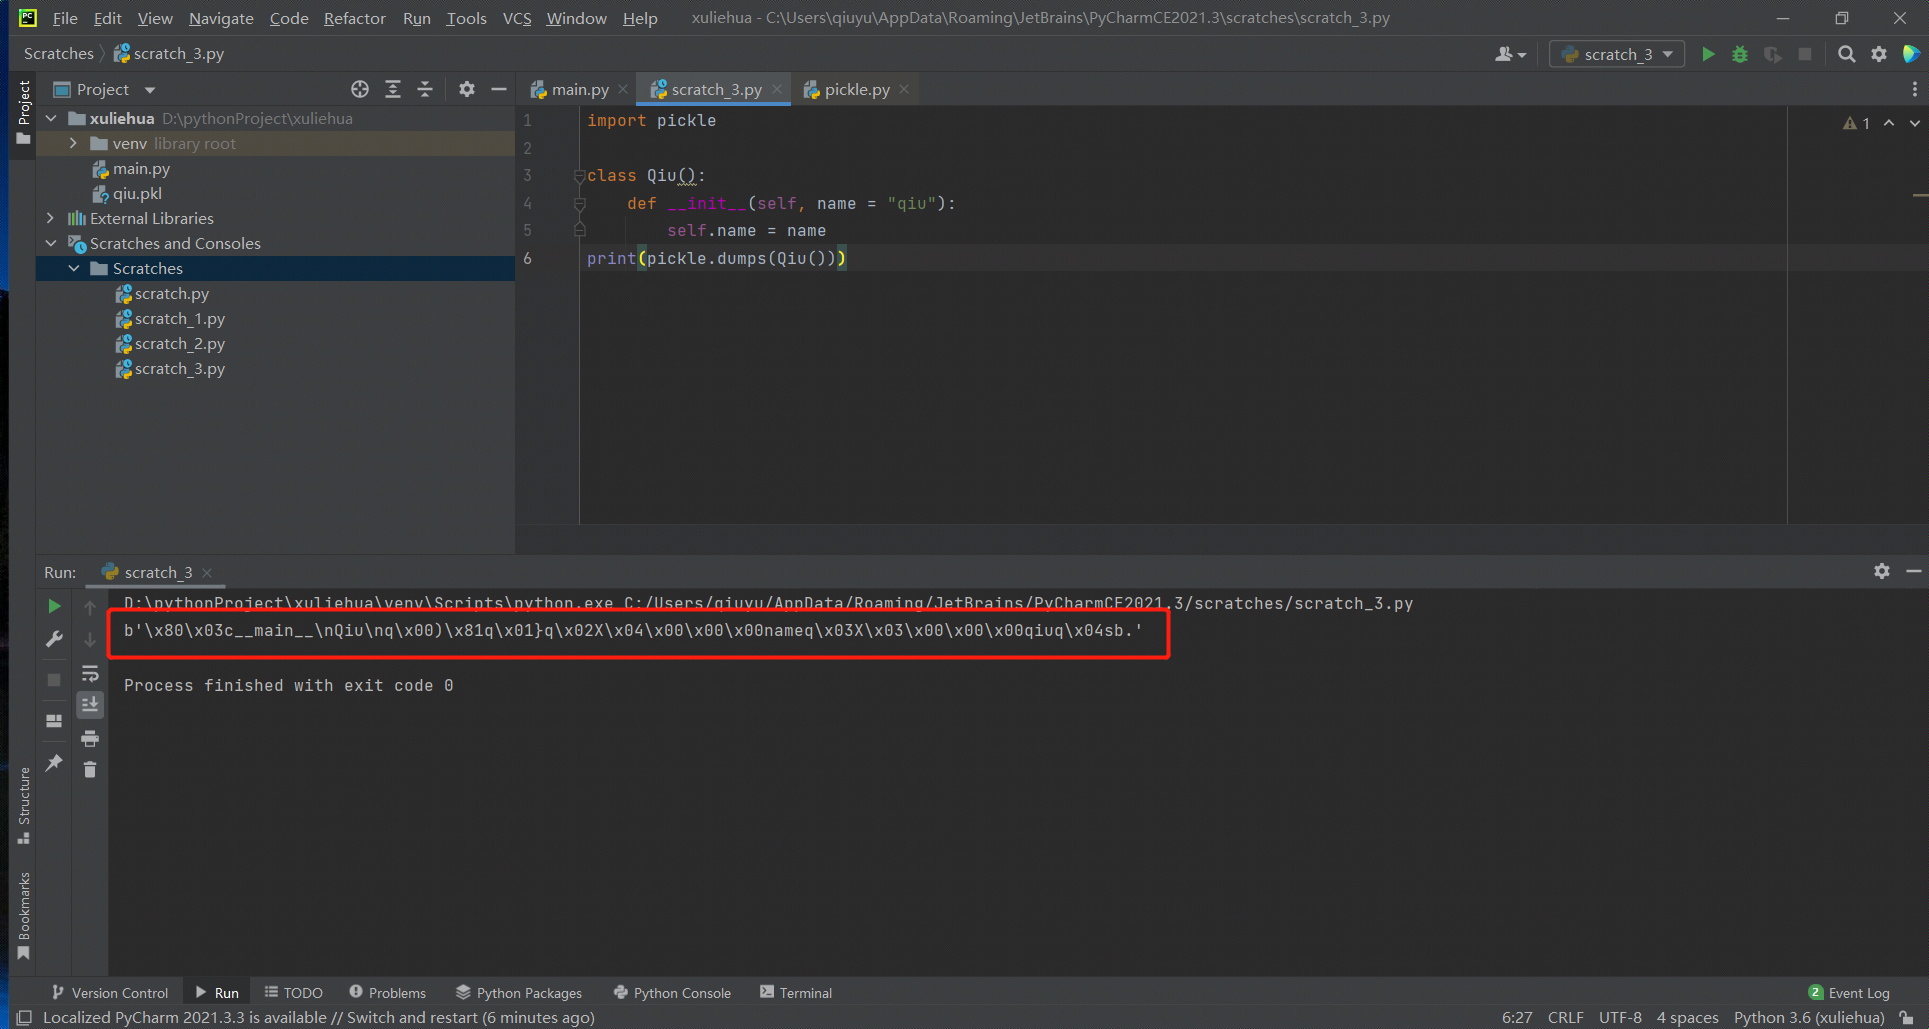 File Edit View Navigate Code Refactor Run Tools VCS Window Help xuliehua - C:\Users\qiuyu\AppData\Roaming\JetBrains\PyCharmCE2021.3\scratches\scratch_3.py
Scratches scratch_3.py scratch_3
Project
Project main.py scratch_3.py pickle.py
xuliehua D:\pythonProject\xuliehua
venv library root
main.py
qiu.pkl
External Libraries
Scratches and Consoles
Scratches
scratch.py
scratch_1.py
scratch_2.py
scratch_3.py
1 import pickle
2
3 class Qiu():
4 def __init__(self, name = "qiu"):
5 self.name = name
6 print(pickle.dumps(Qiu()))
1
Run: scratch_3
D:\pythonProject\xuliehua\venv\Scripts\python.exe C:/Users/qiuyu/AppData/Roaming/JetBrains/PyCharmCE2021.3/scratches/scratch_3.py
b'\x80\x03c__main__\nQiu\nq\x00)\x81q\x01}q\x02X\x04\x00\x00\x00nameq\x03X\x03\x00\x00\x00qiuq\x04sb.'
Process finished with exit code 0
Structure
Bookmarks
Version Control Run TODO Problems Python Packages Python Console Terminal 2 Event Log
Localized PyCharm 2021.3.3 is available // Switch and restart (6 minutes ago) 6:27 CRLF UTF-8 4 spaces Python 3.6 (xuliehua)